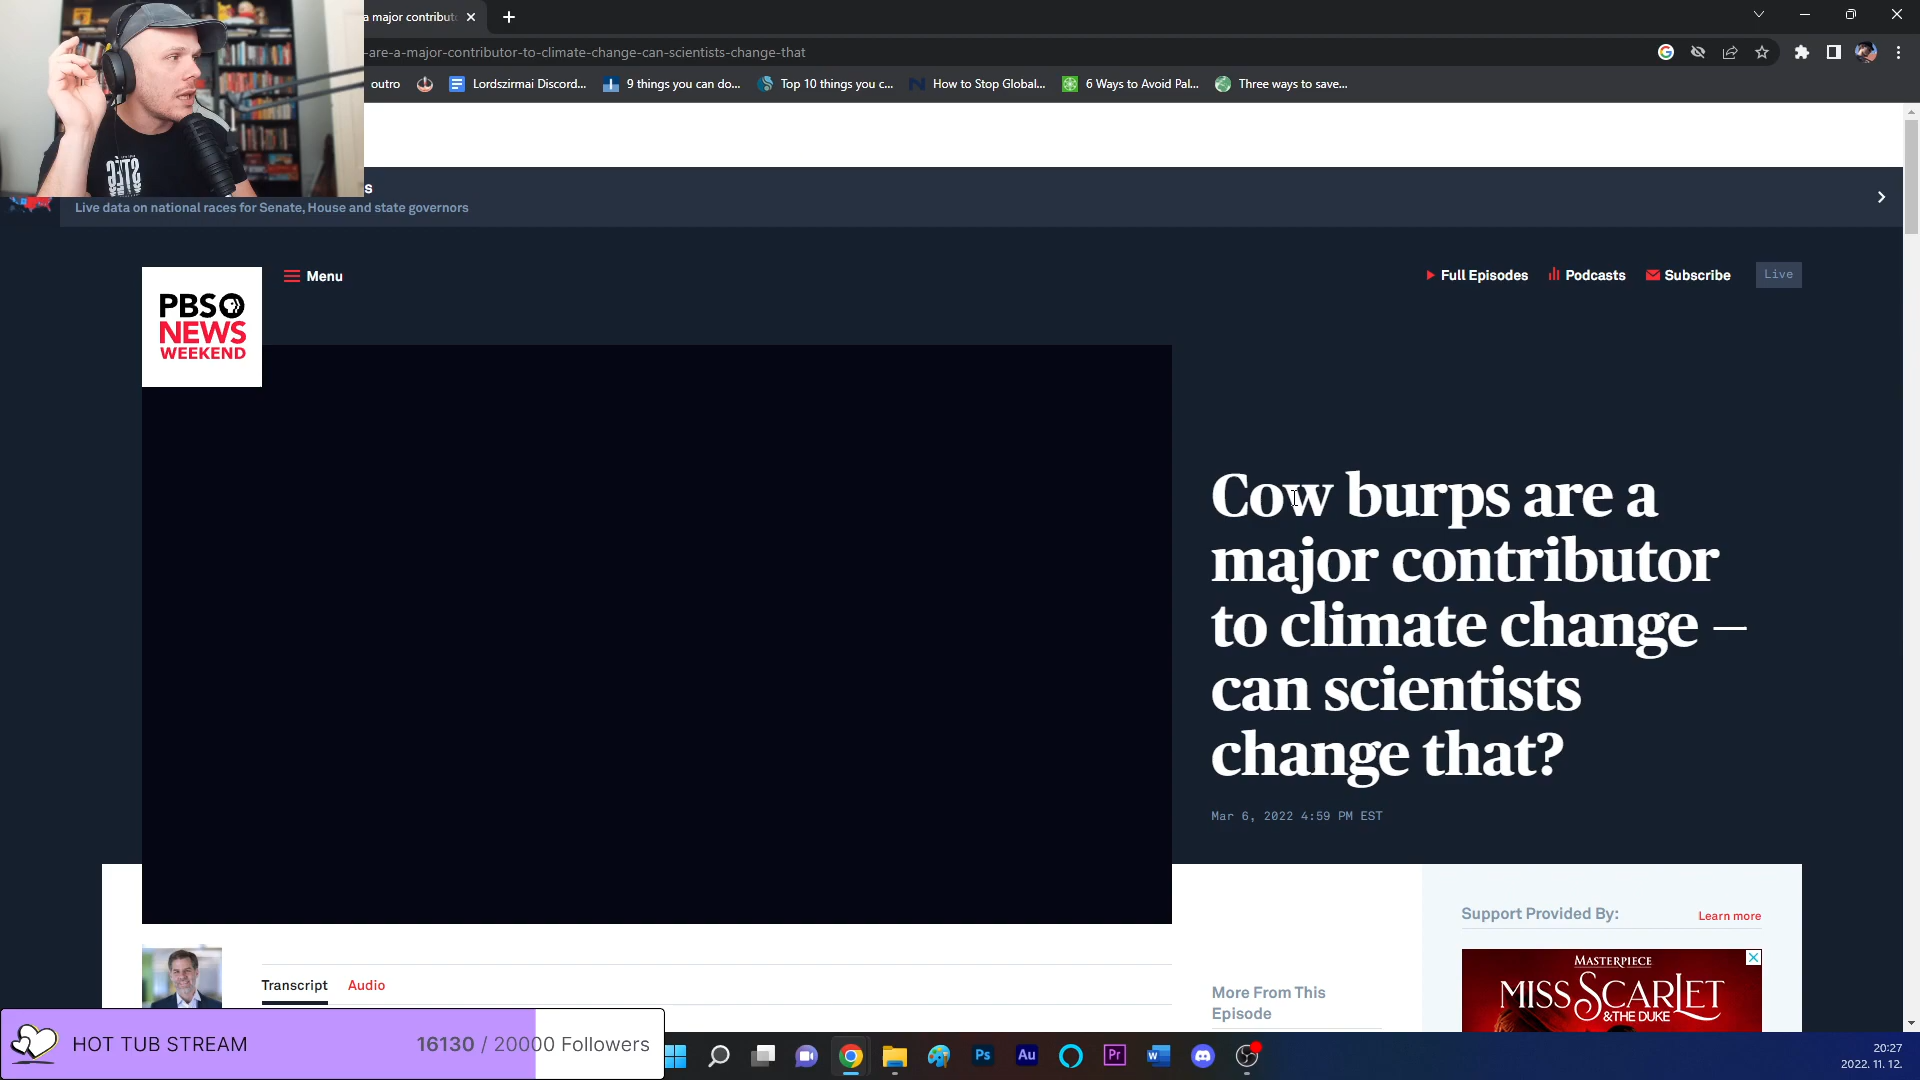 a major contribut
-are-a-major-contributor-to-climate-change-can-scientists-change-that
outro
Lordszirmai Discord...
9 things you can do...
Top 10 things you c...
How to Stop Global...
6 Ways to Avoid Pal...
Three ways to save...
s
Live data on national races for Senate, House and state governors
Menu
Full Episodes
Podcasts
Subscribe
Live
PBS
NEWS
WEEKEND
Cow burps are a
major contributor
to climate change –
can scientists
change that?
Mar 6, 2022 4:59 PM EST
Support Provided By:
Learn more
Transcript
Audio
More From This
Episode
MASTERPIECE
MISS SCARLET
& THE DUKE
HOT TUB STREAM
16130 / 20000 Followers
Ps
Au
Pr
W
20:27
2022. 11. 12.